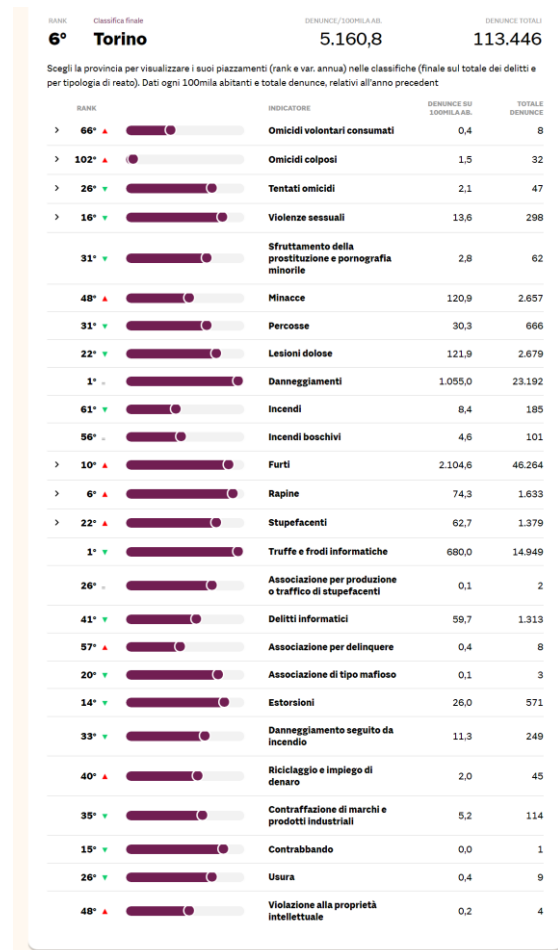 RANK Classifica finale DENUNCE/100MILA AB. DENUNCE TOTALI
6° Torino 5.160,8 113.446
Scegli la provincia per visualizzare i suoi piazzamenti (rank e var. annua) nelle classifiche (finale sul totale dei delitti e
per tipologia di reato). Dati ogni 100mila abitanti e totale denunce, relativi all'anno precedent
RANK INDICATORE DENUNCE SU TOTALE
100MILA AB. DENUNCE
> 66° ▲ Omicidi volontari consumati 0,4 8
> 102° ▲ Omicidi colposi 1,5 32
> 26° ▼ Tentati omicidi 2,1 47
> 16° ▼ Violenze sessuali 13,6 298
Sfruttamento della
31° ▼ prostituzione e pornografia 2,8 62
minorile
48° ▲ Minacce 120,9 2.657
31° ▼ Percosse 30,3 666
22° ▼ Lesioni dolose 121,9 2.679
1° = Danneggiamenti 1.055,0 23.192
61° ▼ Incendi 8,4 185
56° = Incendi boschivi 4,6 101
> 10° ▲ Furti 2.104,6 46.264
> 6° ▲ Rapine 74,3 1.633
> 22° ▲ Stupefacenti 62,7 1.379
1° ▼ Truffe e frodi informatiche 680,0 14.949
26° = Associazione per produzione 0,1 2
o traffico di stupefacenti
41° ▼ Delitti informatici 59,7 1.313
57° ▲ Associazione per delinquere 0,4 8
20° ▼ Associazione di tipo mafioso 0,1 3
14° ▼ Estorsioni 26,0 571
33° ▼ Danneggiamento seguito da 11,3 249
incendio
40° ▲ Riciclaggio e impiego di 2,0 45
denaro
35° ▼ Contraffazione di marchi e 5,2 114
prodotti industriali
15° ▼ Contrabbando 0,0 1
26° ▼ Usura 0,4 9
48° ▲ Violazione alla proprietà 0,2 4
intellettuale